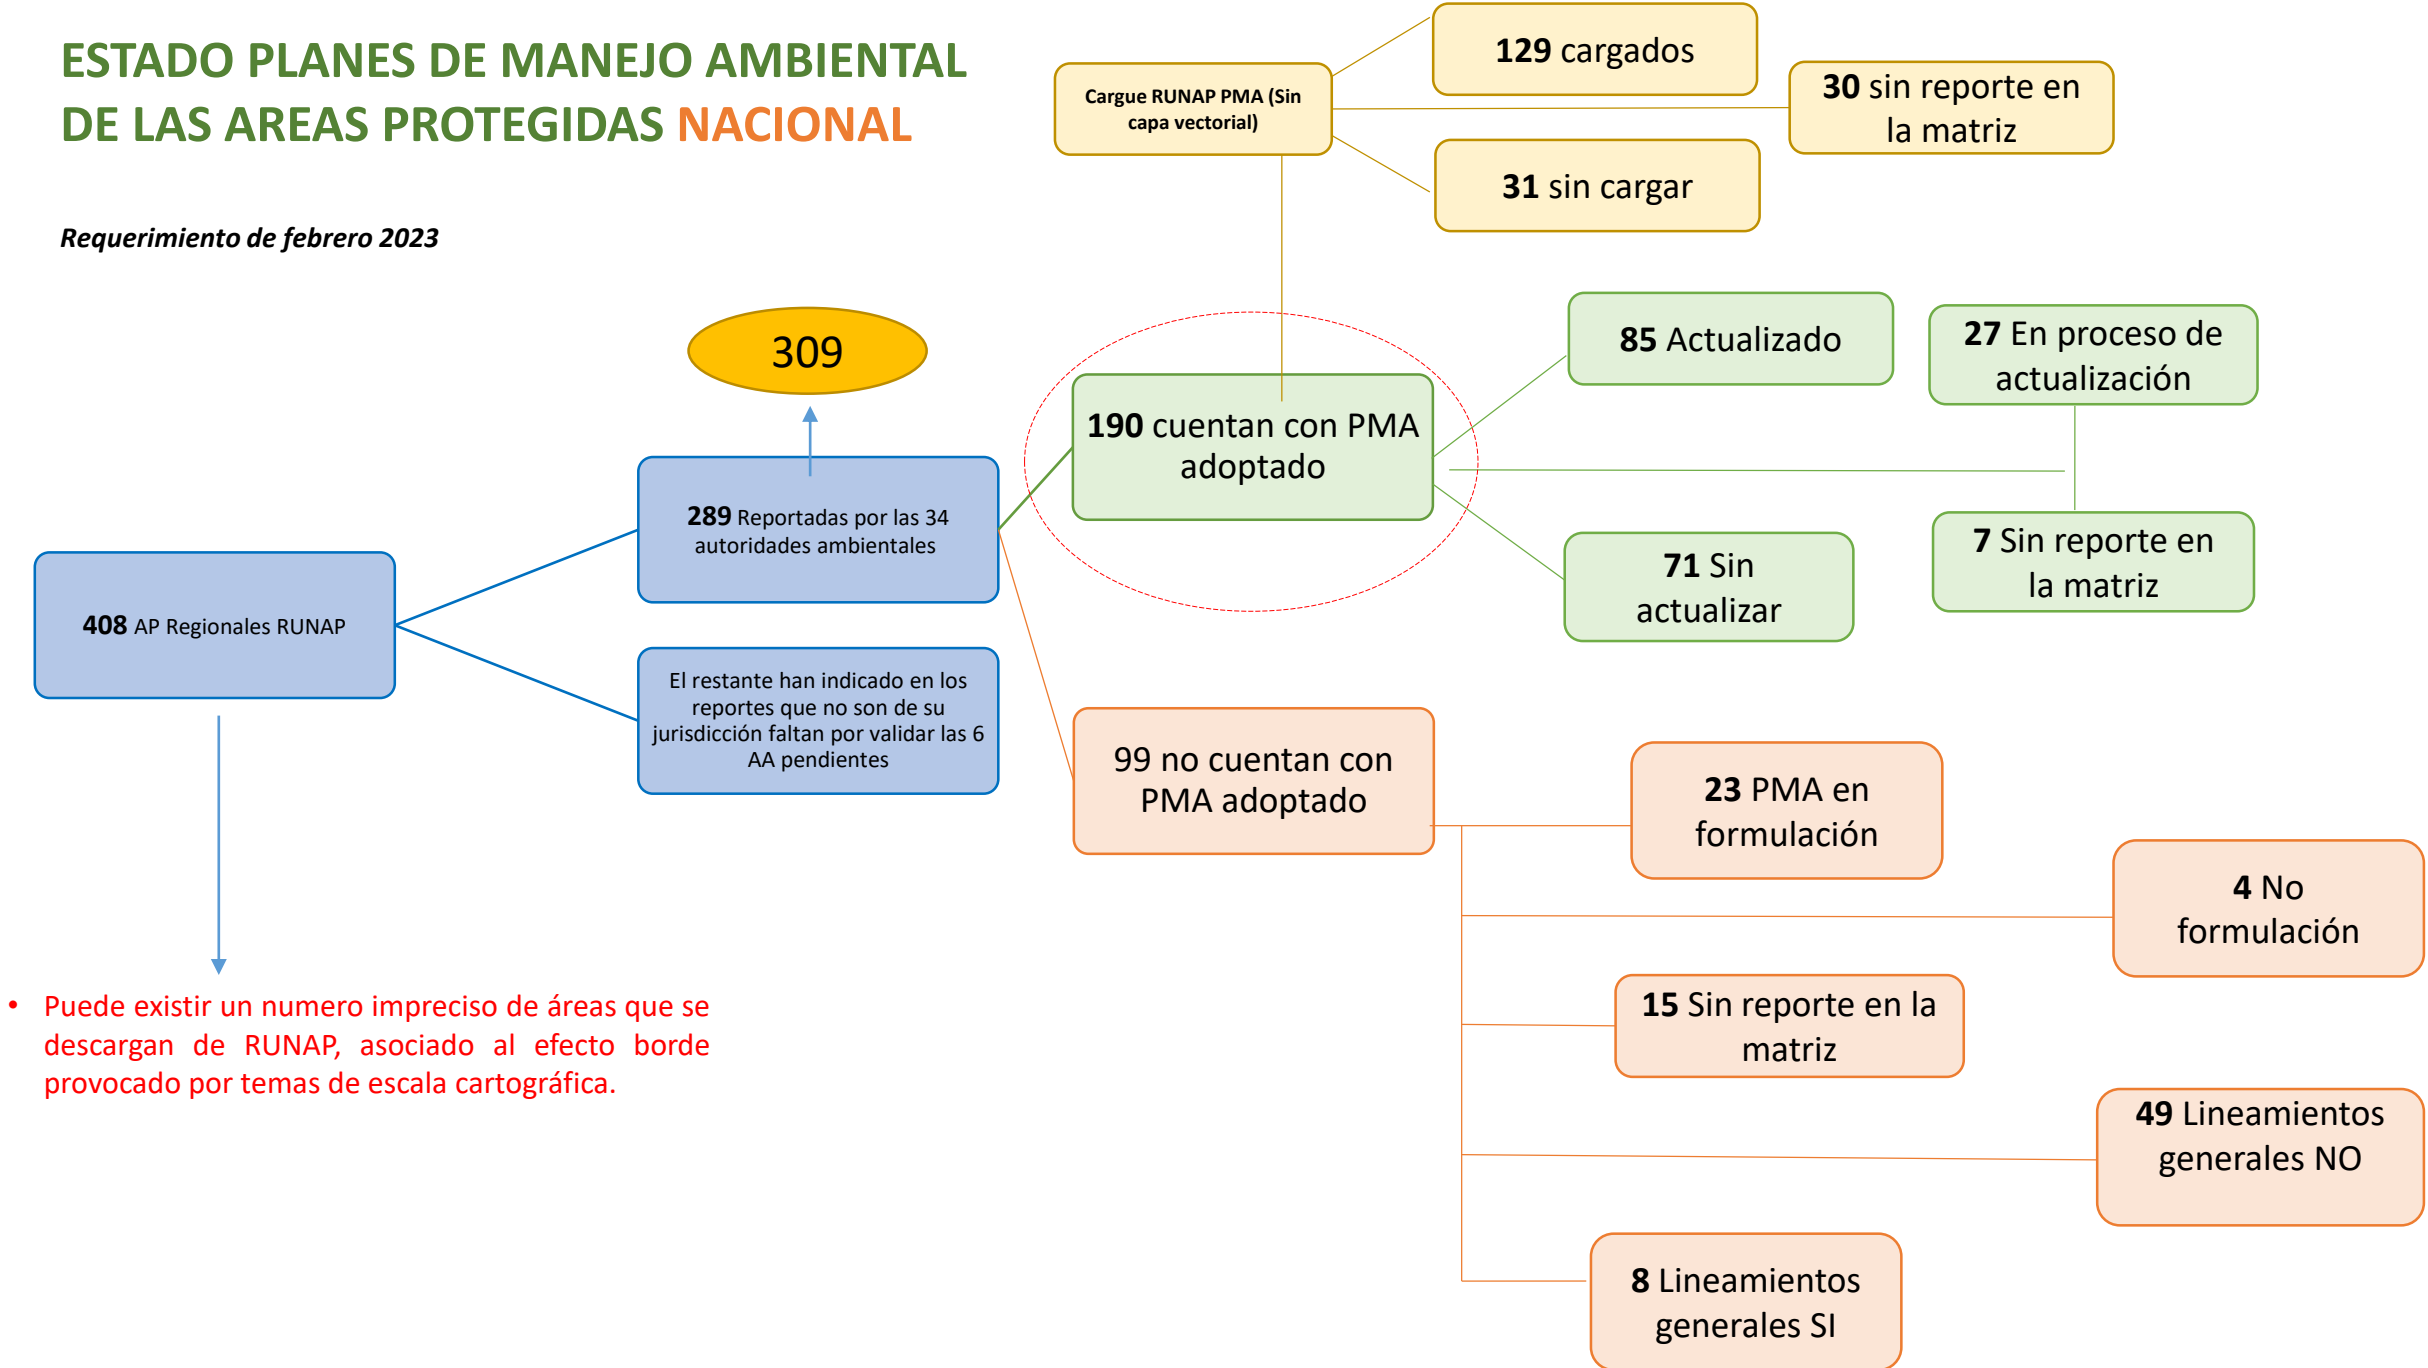 ESTADO PLANES DE MANEJO AMBIENTAL
DE LAS AREAS PROTEGIDAS NACIONAL
Requerimiento de febrero 2023
Cargue RUNAP PMA (Sin
capa vectorial)
129 cargados
30 sin reporte en
la matriz
31 sin cargar
309
289 Reportadas por las 34
autoridades ambientales
408 AP Regionales RUNAP
El restante han indicado en los
reportes que no son de su
jurisdicción faltan por validar las 6
AA pendientes
190 cuentan con PMA
adoptado
85 Actualizado
27 En proceso de
actualización
71 Sin
actualizar
7 Sin reporte en
la matriz
99 no cuentan con
PMA adoptado
23 PMA en
formulación
4 No
formulación
15 Sin reporte en la
matriz
49 Lineamientos
generales NO
8 Lineamientos
generales SI
• Puede existir un numero impreciso de áreas que se
descargan de RUNAP, asociado al efecto borde
provocado por temas de escala cartográfica.